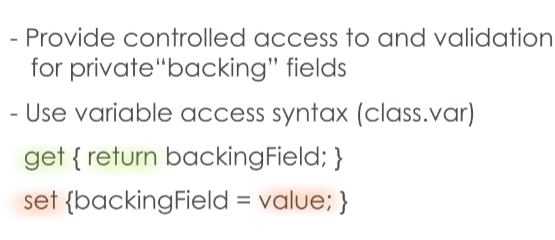 - Provide controlled access to and validation
for private“backing” fields
- Use variable access syntax (class.var)
get { return backingField; }
set {backingField = value; }